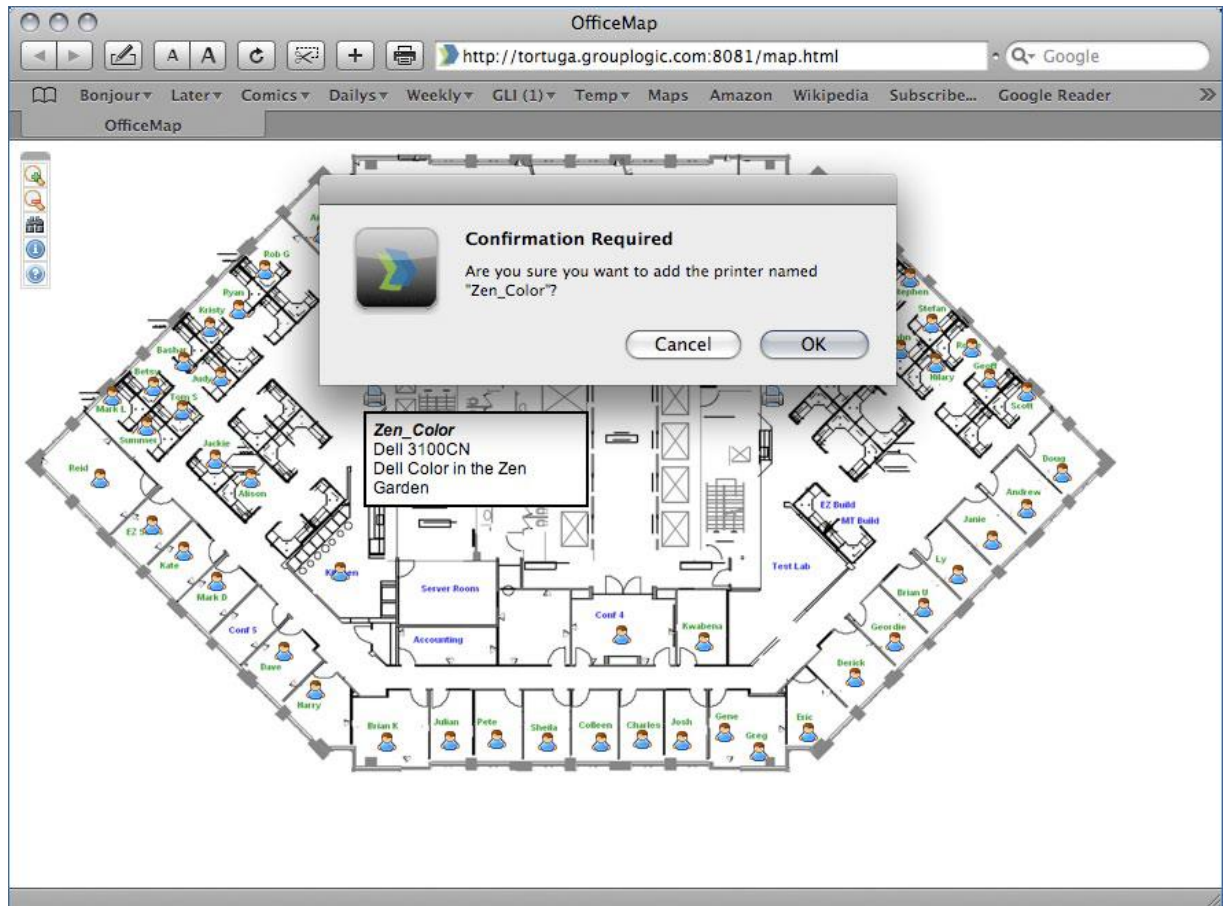 OfficeMap
A A
http://tortuga.grouplogic.com:8081/map.html
Google
Bonjour Later Comics Dailys Weekly GLI (1) Temp Maps Amazon Wikipedia Subscribe... Google Reader
OfficeMap
Confirmation Required
Are you sure you want to add the printer named
"Zen_Color"?
Cancel OK
Rob G
Ryan
Kristy
Bashar
Betsy
Judy
Tom S
Mark L
Summer
Jackie
Reid
Alison
Kate
Mark D
Conf 5
Dave
Harry
Zen_Color
Dell 3100CN
Dell Color in the Zen
Garden
Server Room
Accounting
Conf 4
Kwabena
Test Lab
EZ Build
MT Build
Stefan
Geoff
Hilary
Scott
Doug
Andrew
Janie
Ly
Brian U
Geordie
Derick
Eric
Brian K
Julian
Pete
Sheila
Colleen
Charles
Josh
Gene
Greg